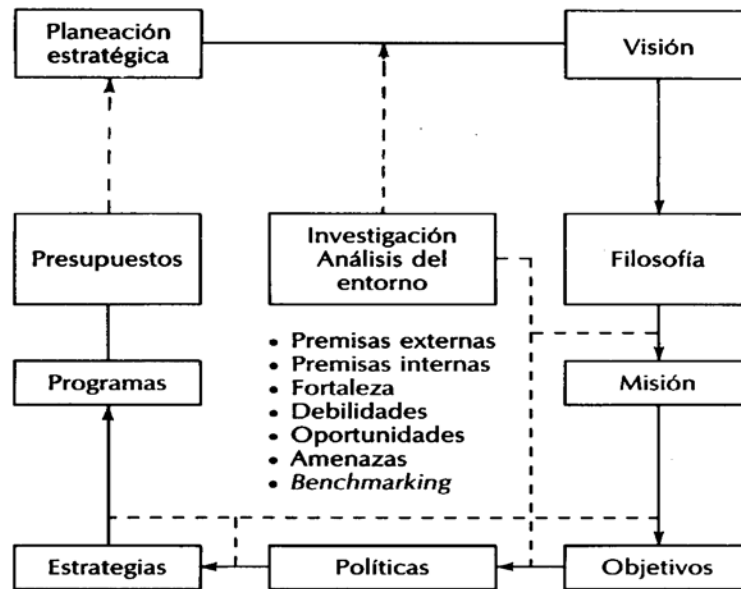 Planeación
estratégica
Visión
Presupuestos
Investigación
Análisis del
entorno
Filosofía
• Premisas externas
• Premisas internas
• Fortaleza
• Debilidades
• Oportunidades
• Amenazas
• Benchmarking
Programas
Misión
Estrategias
Políticas
Objetivos